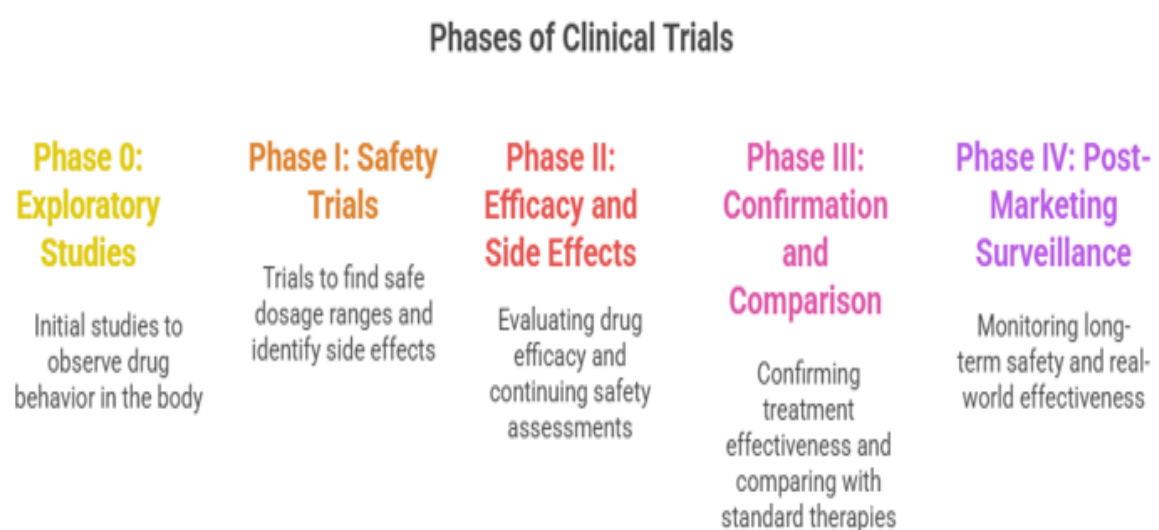 Phases of Clinical Trials
Phase 0:
Exploratory
Studies
Initial studies to
observe drug
behavior in the body
Phase I: Safety
Trials
Trials to find safe
dosage ranges and
identify side effects
Phase II:
Efficacy and
Side Effects
Evaluating drug
efficacy and
continuing safety
assessments
Phase III:
Confirmation
and
Comparison
Confirming
treatment
effectiveness and
comparing with
standard therapies
Phase IV: Post-
Marketing
Surveillance
Monitoring long-
term safety and real-
world effectiveness